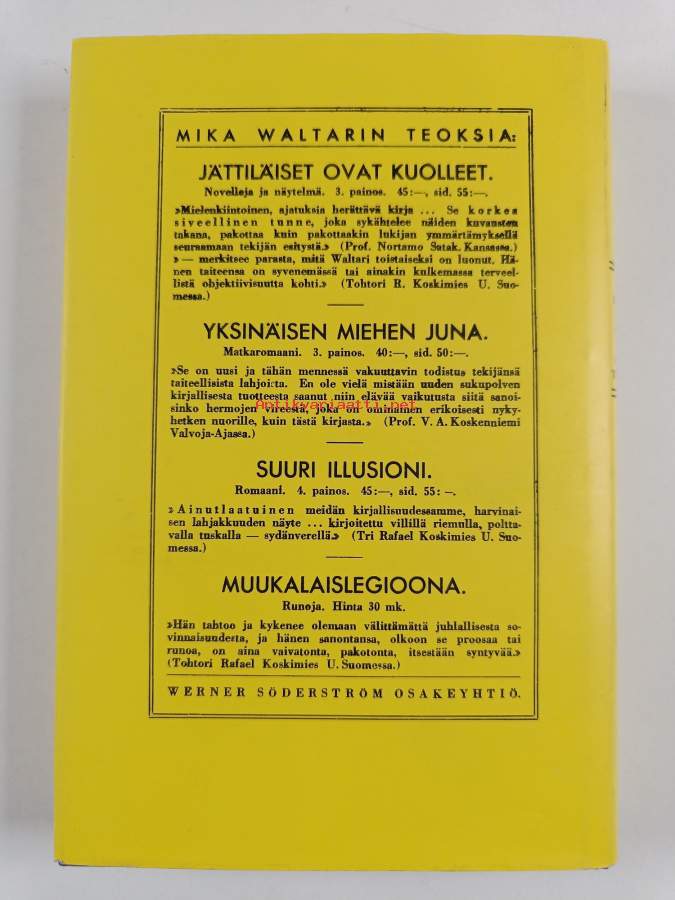 MIKA WALTARIN TEOKSIA:
JÄTTILÄISET OVAT KUOLLEET.
Novelleja ja näytelmä. 3. painos. 45:—, sid. 55:—.
»Mielenkiintoinen, ajatuksia herättävä kirja ... Se korkea
siveellinen tunne, joka sykähtelee näiden kuvausten
takana, pakottaa kuin pakottaakin lukijan ymmärtämyksellä
seuraamaan tekijän esitystä.» (Prof. Nortamo Satak. Kansassa.)
» — merkitsee parasta, mitä Waltari toistaiseksi on luonut. Hä-
nen taiteensa on syvenemässä tai ainakin kulkemassa terveel-
listä objektiivisuutta kohti.» (Tohtori R. Koskimies U. Suo-
messa.)
YKSINÄISEN MIEHEN JUNA.
Matkaromaani. 3. painos. 40:—, sid. 50:—.
»Se on uusi ja tähän mennessä vakuuttavin todistus tekijänsä
taiteellisista lahjoista. En ole vielä mistään uuden sukupolven
kirjallisesta tuotteesta saanut niin elävää vaikutusta siitä sanoi-
sinko hermojen vireestä, joka on ominainen erikoisesti nyky-
hetken nuorille, kuin tästä kirjasta.» (Prof. V. A. Koskenniemi
Valvoja-Ajassa.)
Antikvariaatti.net
SUURI ILLUSIONI.
Romaani. 4. painos. 45:—, sid. 55: —.
»Ainutlaatuinen meidän kirjallisuudessamme, harvinai-
sen lahjakkuuden näyte ... kirjoitettu villillä riemulla, poltta-
valla tuskalla — sydänverellä.» (Tri Rafael Koskimies U. Suo-
messa.)
MUUKALAISLEGIOONA.
Runoja. Hinta 30 mk.
»Hän tahtoo ja kykenee olemaan välittämättä juhlallisesta so-
vinnaisuudesta, ja hänen sanontansa, olkoon se proosaa tai
runoa, on aina vaivatonta, pakotonta, itsestään syntyvää.»
(Tohtori Rafael Koskimies U. Suomessa.)
WERNER SÖDERSTRÖM OSAKEYHTIÖ.